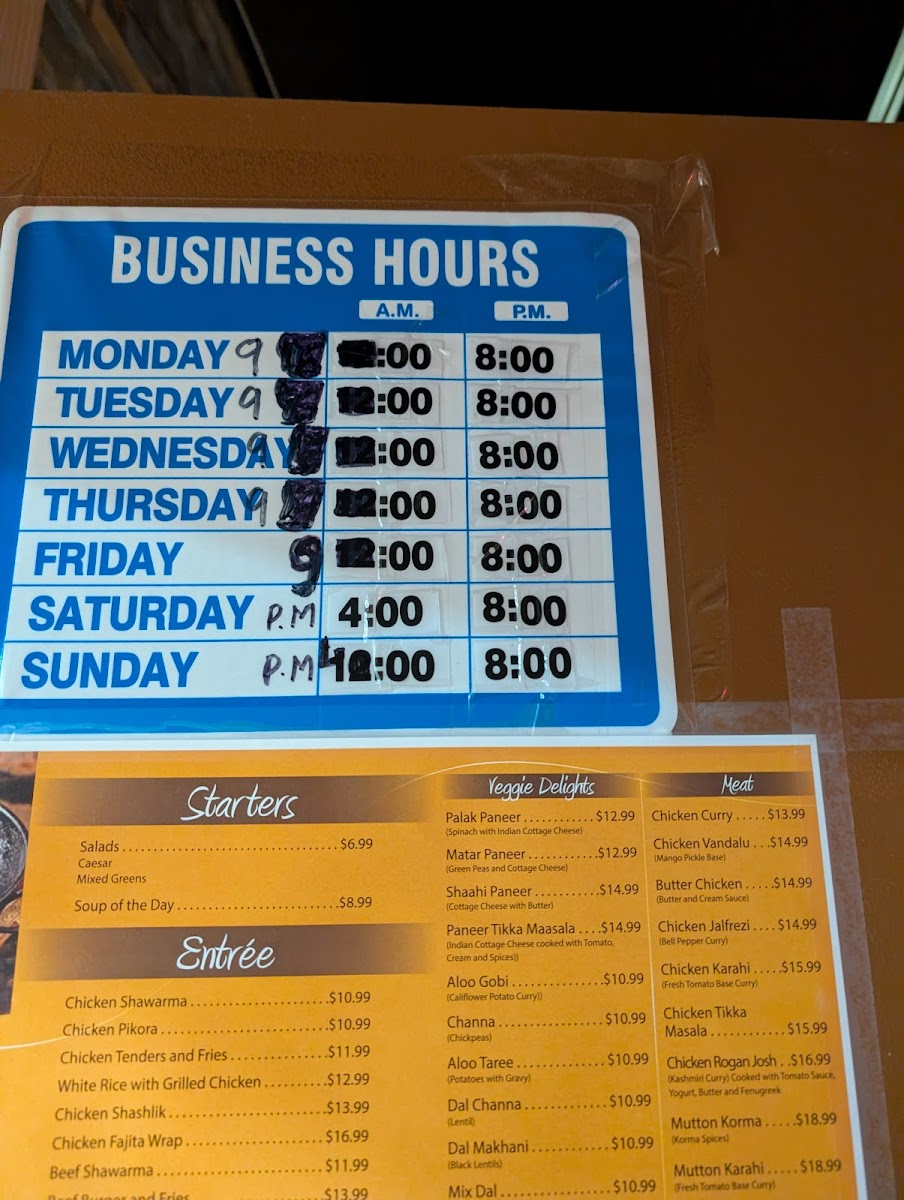 BUSINESS HOURS
A.M. P.M.
MONDAY 9 :00 8:00
TUESDAY 9 12:00 8:00
WEDNESDAY 9 12:00 8:00
THURSDAY 9 12:00 8:00
FRIDAY 9 12:00 8:00
SATURDAY P.M 4:00 8:00
SUNDAY P.M 4 12:00 8:00
Starters
Salads $6.99
Caesar
Mixed Greens
Soup of the Day $8.99
Entrée
Chicken Shawarma $10.99
Chicken Pikora $10.99
Chicken Tenders and Fries $11.99
White Rice with Grilled Chicken $12.99
Chicken Shashlik $13.99
Chicken Fajita Wrap $16.99
Beef Shawarma $11.99
Beef Burger and Fries $13.99
Veggie Delights
Palak Paneer $12.99
(Spinach with Indian Cottage Cheese)
Matar Paneer $12.99
(Green Peas and Cottage Cheese)
Shaahi Paneer $14.99
(Cottage Cheese with Butter)
Paneer Tikka Maasala $14.99
(Indian Cottage Cheese cooked with Tomato,
Cream and Spices))
Aloo Gobi $10.99
(Califlower Potato Curry))
Channa $10.99
(Chickpeas)
Aloo Taree $10.99
(Potatoes with Gravy)
Dal Channa $10.99
(Lentil)
Dal Makhani $10.99
(Black Lentils)
Mix Dal $10.99
Meat
Chicken Curry $13.99
Chicken Vandalu $14.99
(Mango Pickle Base)
Butter Chicken $14.99
(Butter and Cream Sauce)
Chicken Jalfrezi $14.99
(Bell Pepper Curry)
Chicken Karahi $15.99
(Fresh Tomato Base Curry)
Chicken Tikka
Masala $15.99
Chicken Rogan Josh $16.99
(Kashmiri Curry) Cooked with Tomato Sauce,
Yogurt, Butter and Fenugreek
Mutton Korma $18.99
(Korma Spices)
Mutton Karahi $18.99
(Fresh Tomato Base Curry)